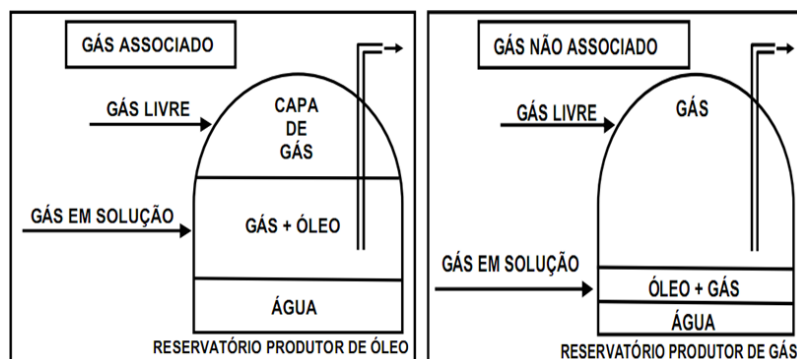 GÁS ASSOCIADO
GÁS LIVRE
CAPA
DE
GÁS
GÁS EM SOLUÇÃO
GÁS + ÓLEO
ÁGUA
RESERVATÓRIO PRODUTOR DE ÓLEO
GÁS NÃO ASSOCIADO
GÁS LIVRE
GÁS
GÁS EM SOLUÇÃO
ÓLEO + GÁS
ÁGUA
RESERVATÓRIO PRODUTOR DE GÁS